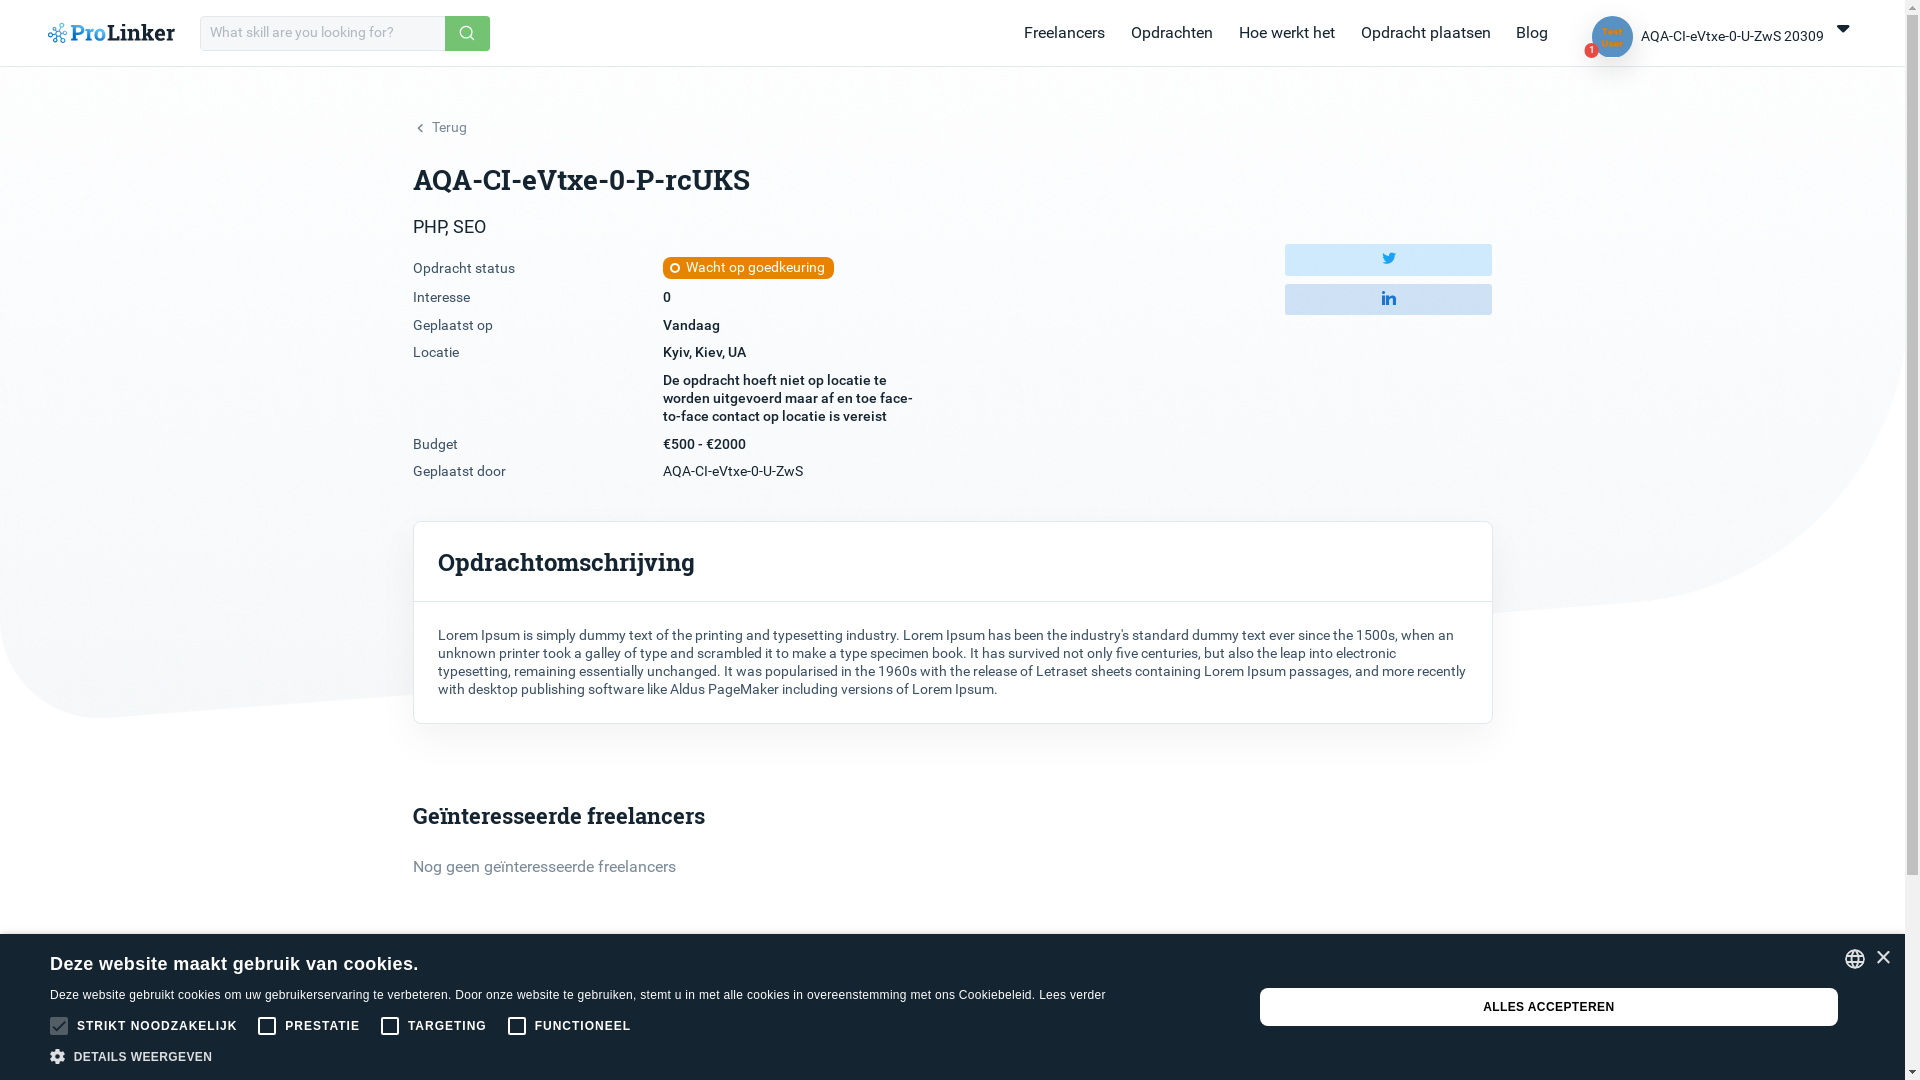 ProLinker
What skill are you looking for?
Freelancers
Opdrachten
Hoe werkt het
Opdracht plaatsen
Blog
Test
User
1
AQA-CI-eVtxe-0-U-ZwS 20309
Terug
AQA-CI-eVtxe-0-P-rcUKS
PHP, SEO
Opdracht status
Wacht op goedkeuring
Interesse
0
Geplaatst op
Vandaag
Locatie
Kyiv, Kiev, UA
De opdracht hoeft niet op locatie te
worden uitgevoerd maar af en toe face-
to-face contact op locatie is vereist
Budget
€500 - €2000
Geplaatst door
AQA-CI-eVtxe-0-U-ZwS
Opdrachtomschrijving
Lorem Ipsum is simply dummy text of the printing and typesetting industry. Lorem Ipsum has been the industry's standard dummy text ever since the 1500s, when an
unknown printer took a galley of type and scrambled it to make a type specimen book. It has survived not only five centuries, but also the leap into electronic
typesetting, remaining essentially unchanged. It was popularised in the 1960s with the release of Letraset sheets containing Lorem Ipsum passages, and more recently
with desktop publishing software like Aldus PageMaker including versions of Lorem Ipsum.
Geïnteresseerde freelancers
Nog geen geïnteresseerde freelancers
Deze website maakt gebruik van cookies.
Deze website gebruikt cookies om uw gebruikerservaring te verbeteren. Door onze website te gebruiken, stemt u in met alle cookies in overeenstemming met ons Cookiebeleid. Lees verder
STRIKT NOODZAKELIJK
PRESTATIE
TARGETING
FUNCTIONEEL
DETAILS WEERGEVEN
ALLES ACCEPTEREN